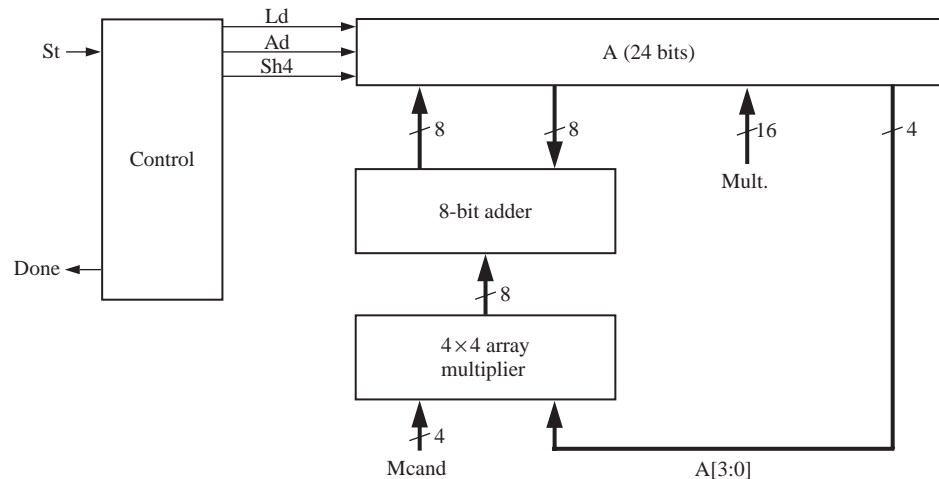 Ld
St
Ad
A (24 bits)
Sh4
8
8
16
4
Control
Mult.
8-bit adder
Done
8
4×4 array
multiplier
4
Mcand
A[3:0]